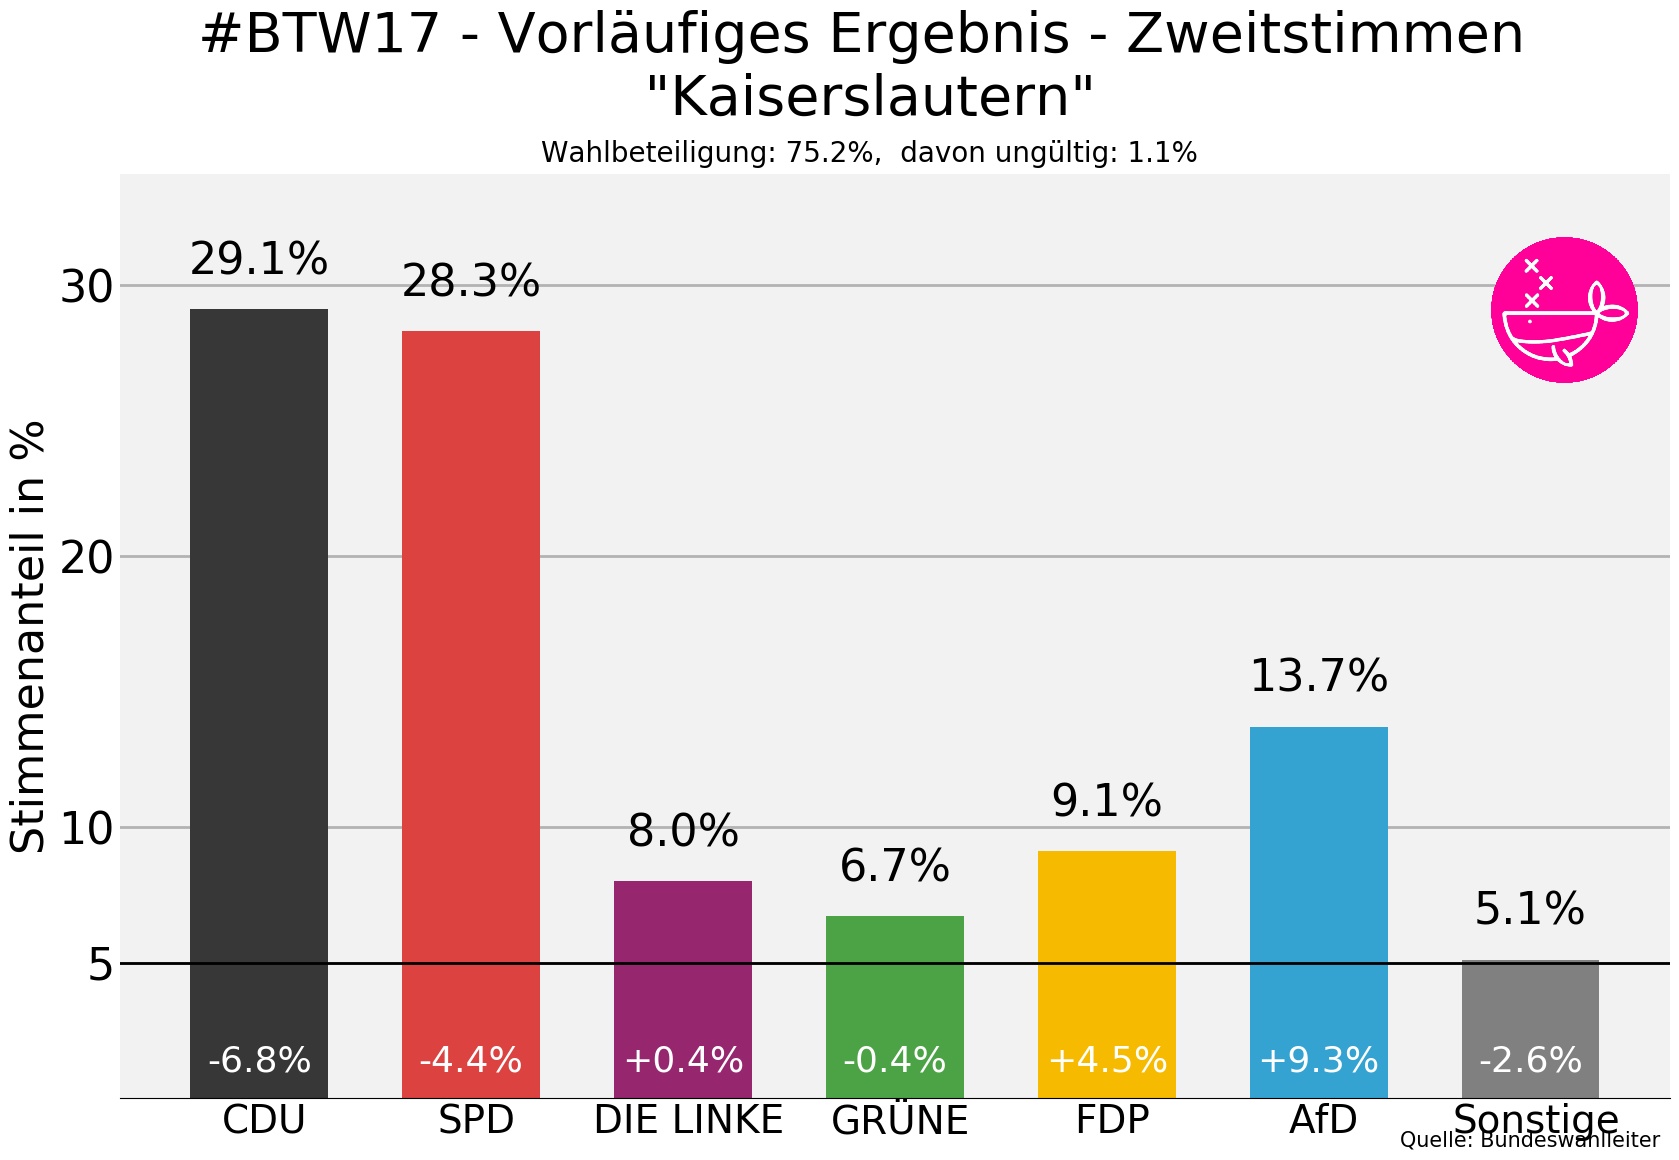 #BTW17 - Vorläufiges Ergebnis - Zweitstimmen
"Kaiserslautern"
Wahlbeteiligung: 75.2%,  davon ungültig: 1.1%
Stimmenanteil in %
30
20
10
5
29.1%
28.3%
8.0%
6.7%
9.1%
13.7%
5.1%
-6.8%
-4.4%
+0.4%
-0.4%
+4.5%
+9.3%
-2.6%
CDU
SPD
DIE LINKE
GRÜNE
FDP
AfD
Sonstige
Quelle: Bundeswahlleiter